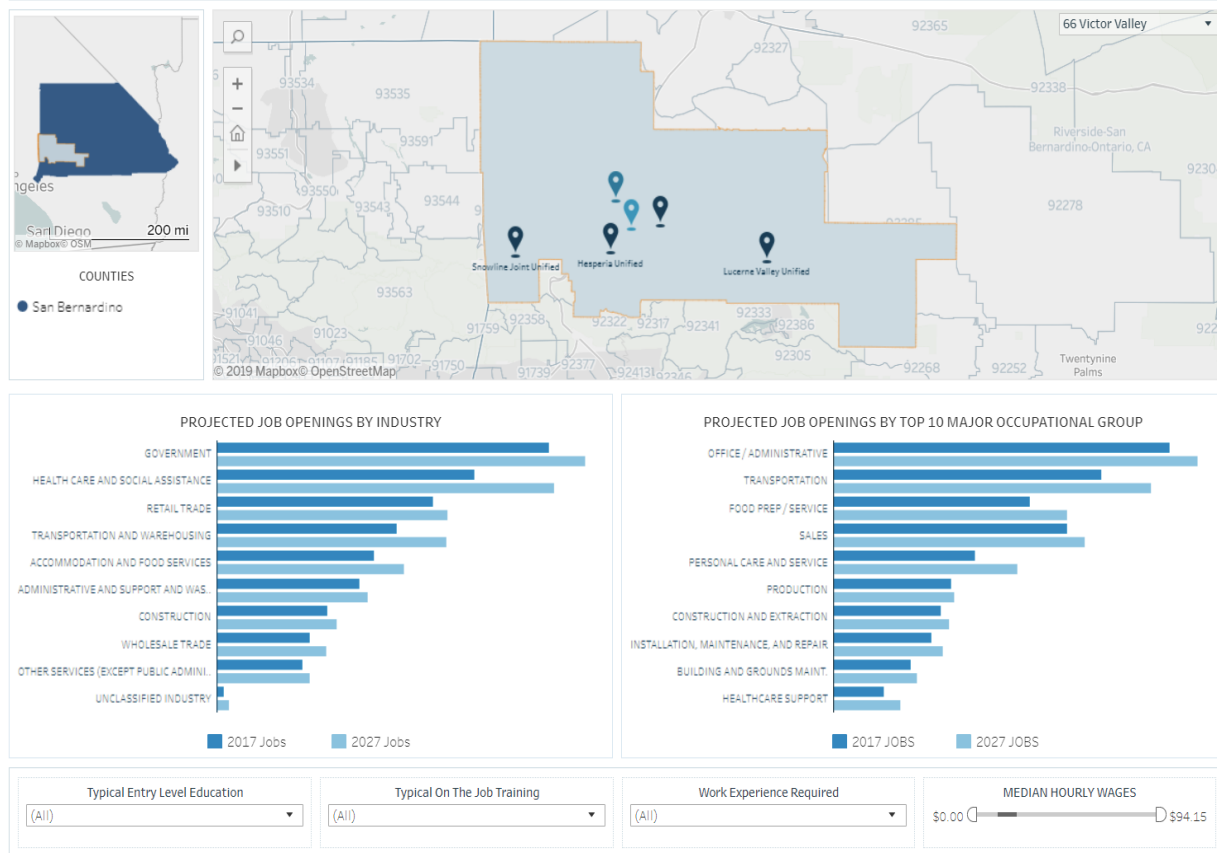 ngeles
San Diego
200 mi
© Mapbox© OSM
COUNTIES
San Bernardino
66 Victor Valley
92365
92327
93534
93535
92338
93591
Riverside-San
Bernardino-Ontario, CA
93551
93550
93544
93510
93543
92278
Snowline Joint Unified
Hesperia Unified
Lucerne Valley Unified
93563
91041
92358
92333
91759
92322
92317
92341
92386
91023
91046
92305
91702
91750
92377
91739
92268
92252
Twentynine
Palms
© 2019 Mapbox© OpenStreetMap
PROJECTED JOB OPENINGS BY INDUSTRY
GOVERNMENT
HEALTH CARE AND SOCIAL ASSISTANCE
RETAIL TRADE
TRANSPORTATION AND WAREHOUSING
ACCOMMODATION AND FOOD SERVICES
ADMINISTRATIVE AND SUPPORT AND WAS..
CONSTRUCTION
WHOLESALE TRADE
OTHER SERVICES (EXCEPT PUBLIC ADMINI..
UNCLASSIFIED INDUSTRY
2017 Jobs
2027 Jobs
PROJECTED JOB OPENINGS BY TOP 10 MAJOR OCCUPATIONAL GROUP
OFFICE / ADMINISTRATIVE
TRANSPORTATION
FOOD PREP / SERVICE
SALES
PERSONAL CARE AND SERVICE
PRODUCTION
CONSTRUCTION AND EXTRACTION
INSTALLATION, MAINTENANCE, AND REPAIR
BUILDING AND GROUNDS MAINT.
HEALTHCARE SUPPORT
2017 JOBS
2027 JOBS
Typical Entry Level Education
(All)
Typical On The Job Training
(All)
Work Experience Required
(All)
MEDIAN HOURLY WAGES
$0.00
$94.15